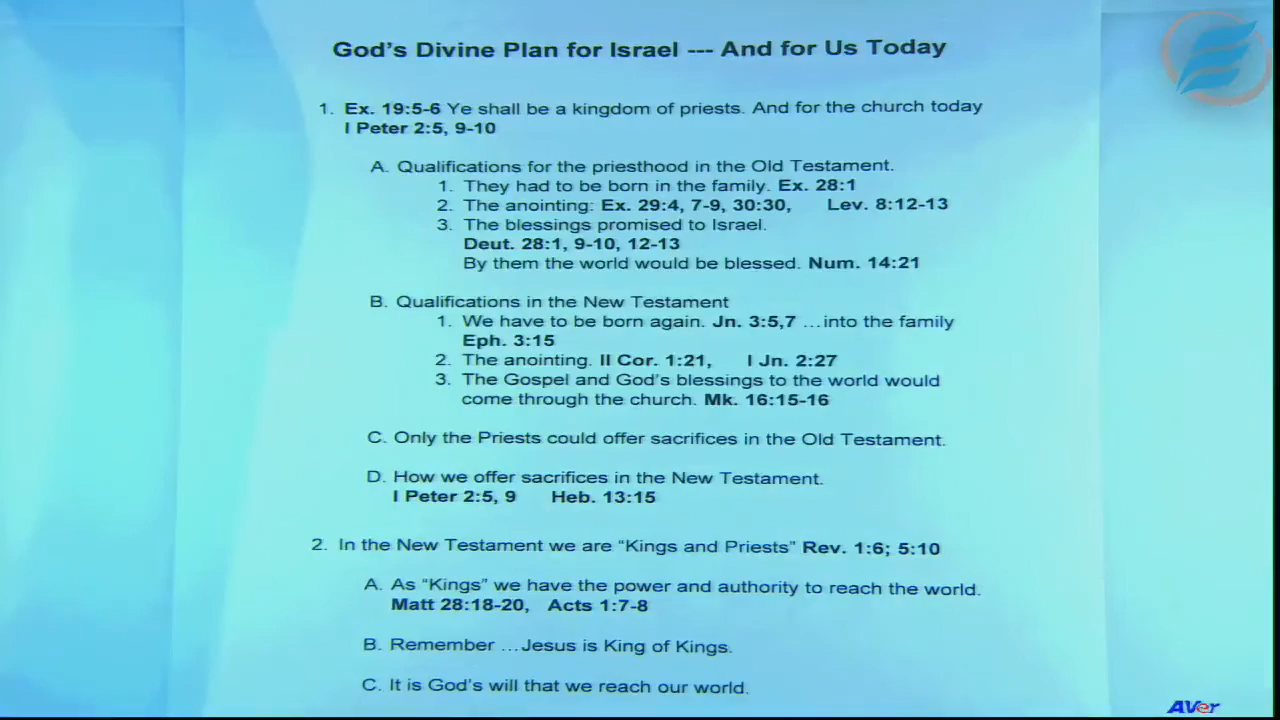 God's Divine Plan for Israel --- And for Us Today
1. Ex. 19:5-6 Ye shall be a kingdom of priests. And for the church today
I Peter 2:5, 9-10
A. Qualifications for the priesthood in the Old Testament.
1. They had to be born in the family. Ex. 28:1
2. The anointing: Ex. 29:4, 7-9, 30:30, Lev. 8:12-13
3. The blessings promised to Israel.
Deut. 28:1, 9-10, 12-13
By them the world would be blessed. Num. 14:21
B. Qualifications in the New Testament
1. We have to be born again. Jn. 3:5,7 ...into the family
Eph. 3:15
2. The anointing. II Cor. 1:21, I Jn. 2:27
3. The Gospel and God's blessings to the world would
come through the church. Mk. 16:15-16
C. Only the Priests could offer sacrifices in the Old Testament.
D. How we offer sacrifices in the New Testament.
I Peter 2:5, 9 Heb. 13:15
2. In the New Testament we are "Kings and Priests" Rev. 1:6; 5:10
A. As "Kings" we have the power and authority to reach the world.
Matt 28:18-20, Acts 1:7-8
B. Remember ...Jesus is King of Kings.
C. It is God's will that we reach our world.
AVer